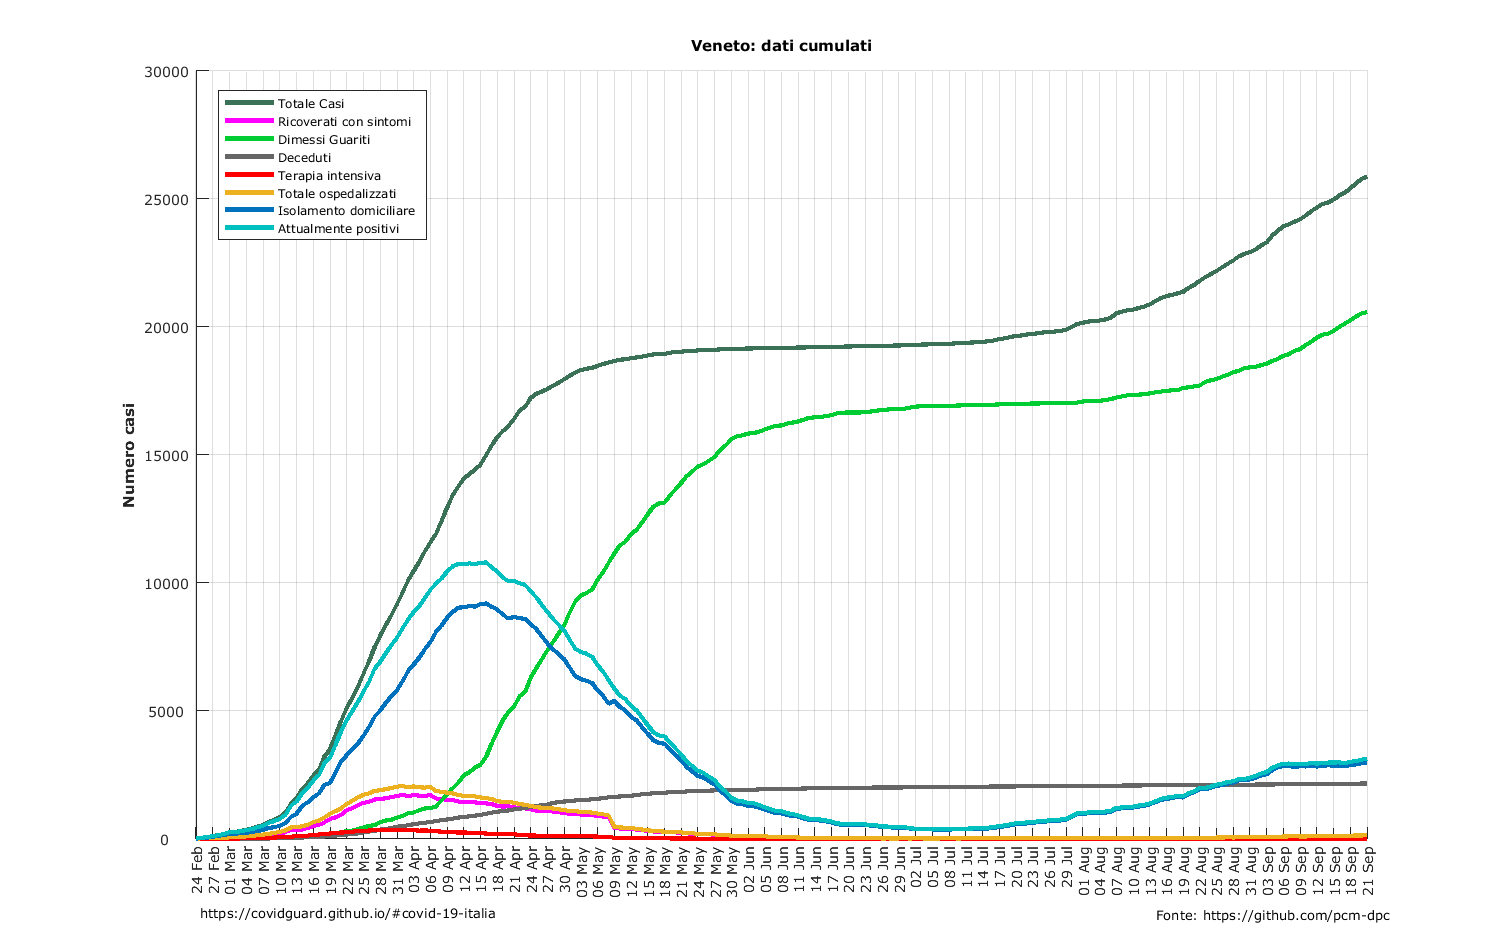 Veneto: dati cumulati
30000
25000
20000
15000
10000
5000
0
Numero casi
Totale Casi
Ricoverati con sintomi
Dimessi Guariti
Deceduti
Terapia intensiva
Totale ospedalizzati
Isolamento domiciliare
Attualmente positivi
24 Feb
27 Feb
01 Mar
04 Mar
07 Mar
10 Mar
13 Mar
16 Mar
19 Mar
22 Mar
25 Mar
28 Mar
31 Mar
03 Apr
06 Apr
09 Apr
12 Apr
15 Apr
18 Apr
21 Apr
24 Apr
27 Apr
30 Apr
03 May
06 May
09 May
12 May
15 May
18 May
21 May
24 May
27 May
30 May
02 Jun
05 Jun
08 Jun
11 Jun
14 Jun
17 Jun
20 Jun
23 Jun
26 Jun
29 Jun
02 Jul
05 Jul
08 Jul
11 Jul
14 Jul
17 Jul
20 Jul
23 Jul
26 Jul
29 Jul
01 Aug
04 Aug
07 Aug
10 Aug
13 Aug
16 Aug
19 Aug
22 Aug
25 Aug
28 Aug
31 Aug
03 Sep
06 Sep
09 Sep
12 Sep
15 Sep
18 Sep
21 Sep
https://covidguard.github.io/#covid-19-italia
Fonte: https://github.com/pcm-dpc